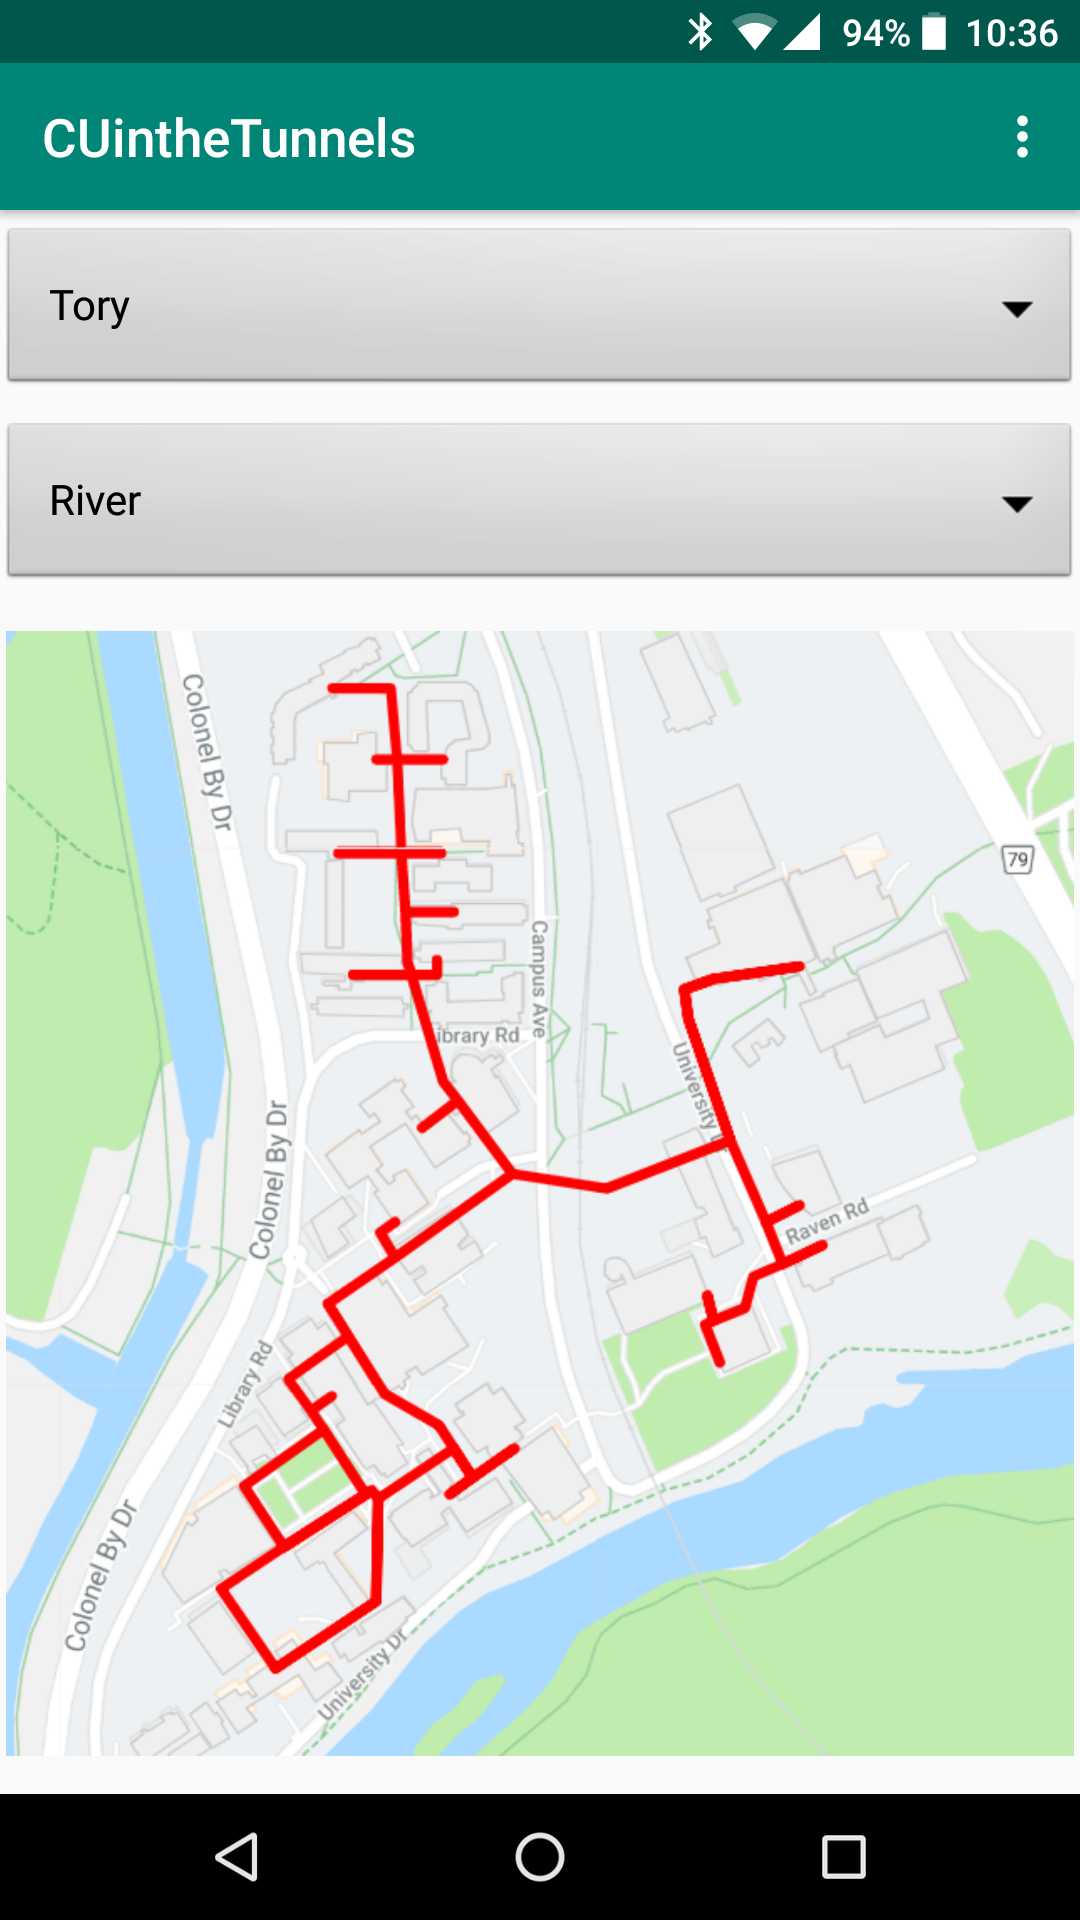 94% 10:36
CUintheTunnels
Tory
River
Colonel By Dr
79
Campus Ave
Library Rd
University
Colonel By Dr
Raven Rd
Library Rd
Colonel By Dr
University Dr